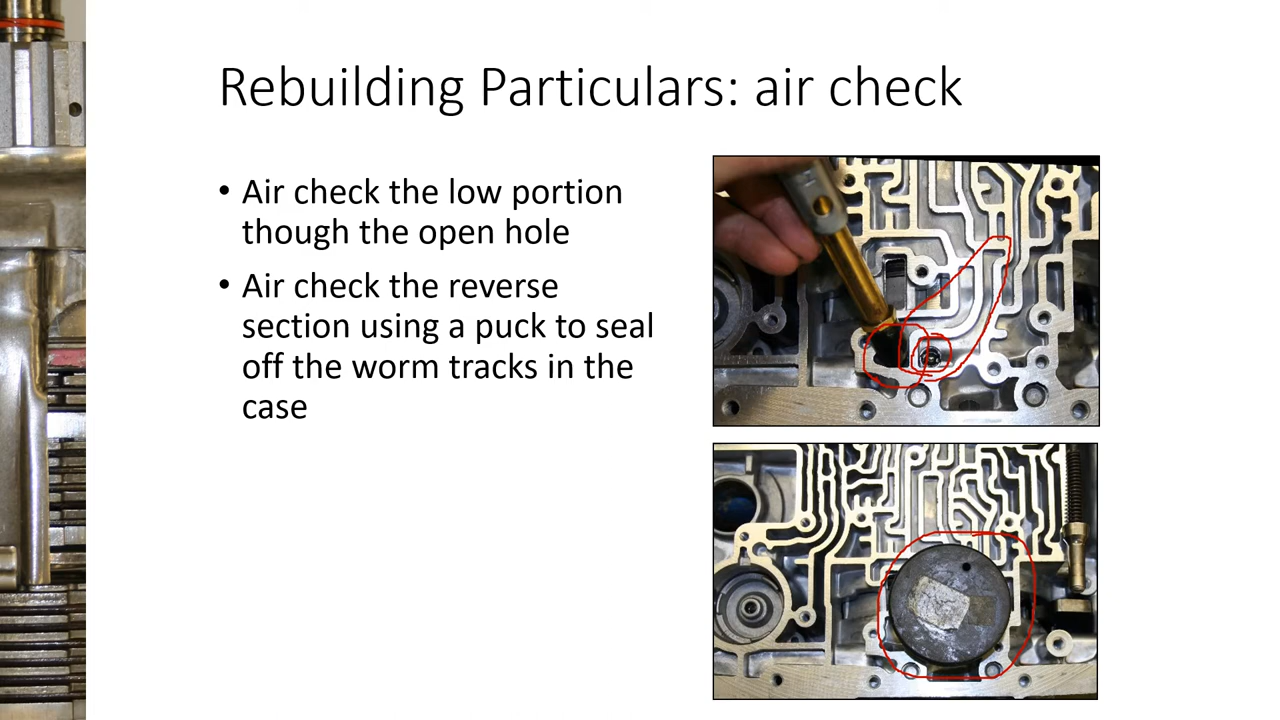 Rebuilding Particulars: air check
• Air check the low portion
though the open hole
• Air check the reverse
section using a puck to seal
off the worm tracks in the
case